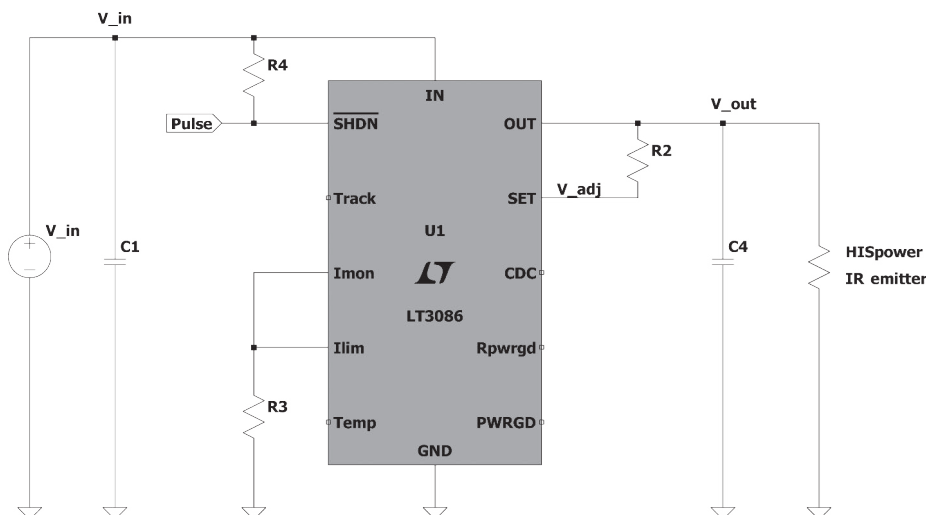 V_in
R4
IN
Pulse
SHDN
OUT
V_out
R2
Track
SET
V_adj
V_in
C1
U1
C4
HISpower
IR emitter
Imon
CDC
LT3086
Ilim
Rpwrgd
R3
Temp
PWRGD
GND